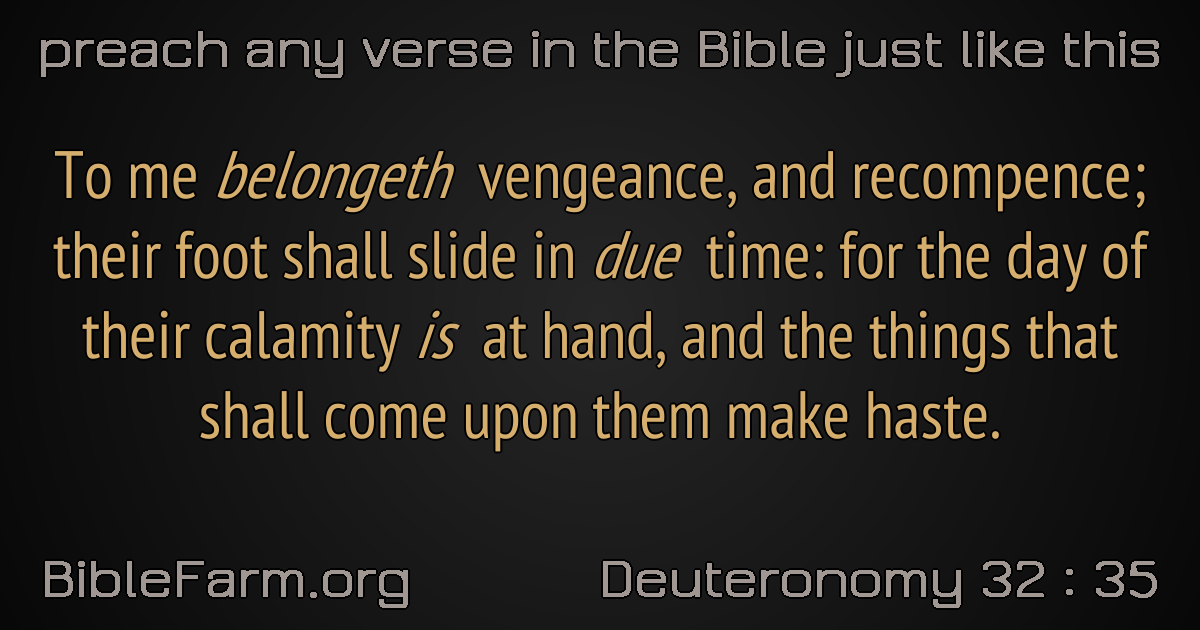 preach any verse in the Bible just like this
To me belongeth vengeance, and recompence;
their foot shall slide in due time: for the day of
their calamity is at hand, and the things that
shall come upon them make haste.
BibleFarm.org
Deuteronomy 32 : 35